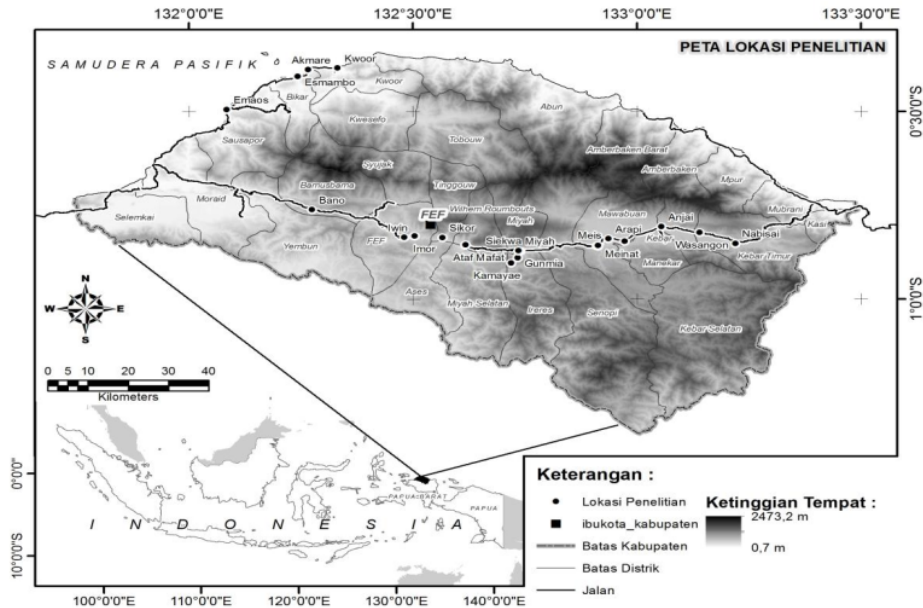 132°0'0"E
132°30'0"E
133°0'0"E
133°30'0"E
PETA LOKASI PENELITIAN
SAMUDERA PASIFIK
Akmare
Kwoor
Esmambo
Kwoor
Bikar
Emaos
Abun
0°30'0"S
Kwesefo
Sausapor
Tobouw
Amberbaken Barat
Syujak
Amberbaken
Bamusbama
Tinggouw
Mpur
Moraid
Bano
Selemkai
FEF
Wilhem Roumbouts
Miyah
Mawabuan
Anjai
Mubrani
Kasi
Iwin
Sikor
Arapi
Kebar
Nabisai
FEF
Siekwa Miyah
Meis
Wasangon
Yembun
Imor
Ataf Mafat
Gunmia
Meinat
Manekar
Kebar Timur
Kamayae
Ases
Miyah Selatan
Ireres
Senopi
1°0'0"S
Kebar Selatan
N
W E
S
0 5 10 20 30 40
Kilometers
0°0'0"
PAPUA BARAT
PAPUA
INDONESIA
10°0'0"S
100°0'0"E
110°0'0"E
120°0'0"E
130°0'0"E
140°0'0"E
Keterangan :
Lokasi Penelitian
ibukota_kabupaten
Batas Kabupaten
Batas Distrik
Jalan
Ketinggian Tempat :
2473,2 m
0,7 m